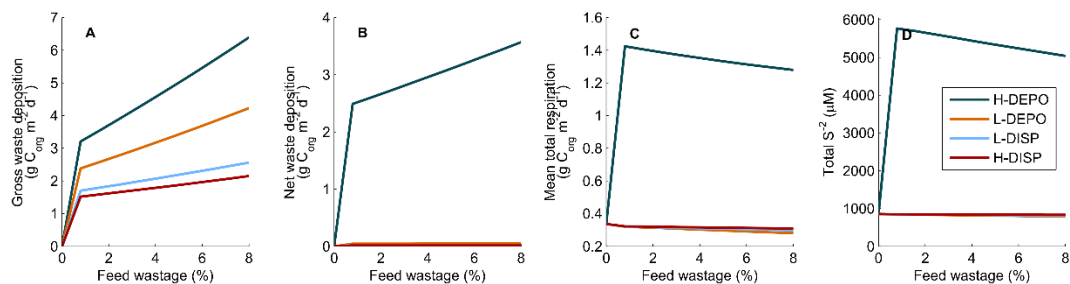 A
Gross waste deposition
(g C_org m^-2 d^-1)
7
6
5
4
3
2
1
0
0 2 4 6 8
Feed wastage (%)
B
Net waste deposition
(g C_org m^-2 d^-1)
4
3
2
1
0
0 2 4 6 8
Feed wastage (%)
C
Mean total respiration
(g C_org m^-2 d^-1)
1.6
1.4
1.2
1
0.8
0.6
0.4
0.2
0 2 4 6 8
Feed wastage (%)
D
Total S^-2 (μM)
6000
5000
4000
3000
2000
1000
0
0 2 4 6 8
Feed wastage (%)
H-DEPO
L-DEPO
L-DISP
H-DISP